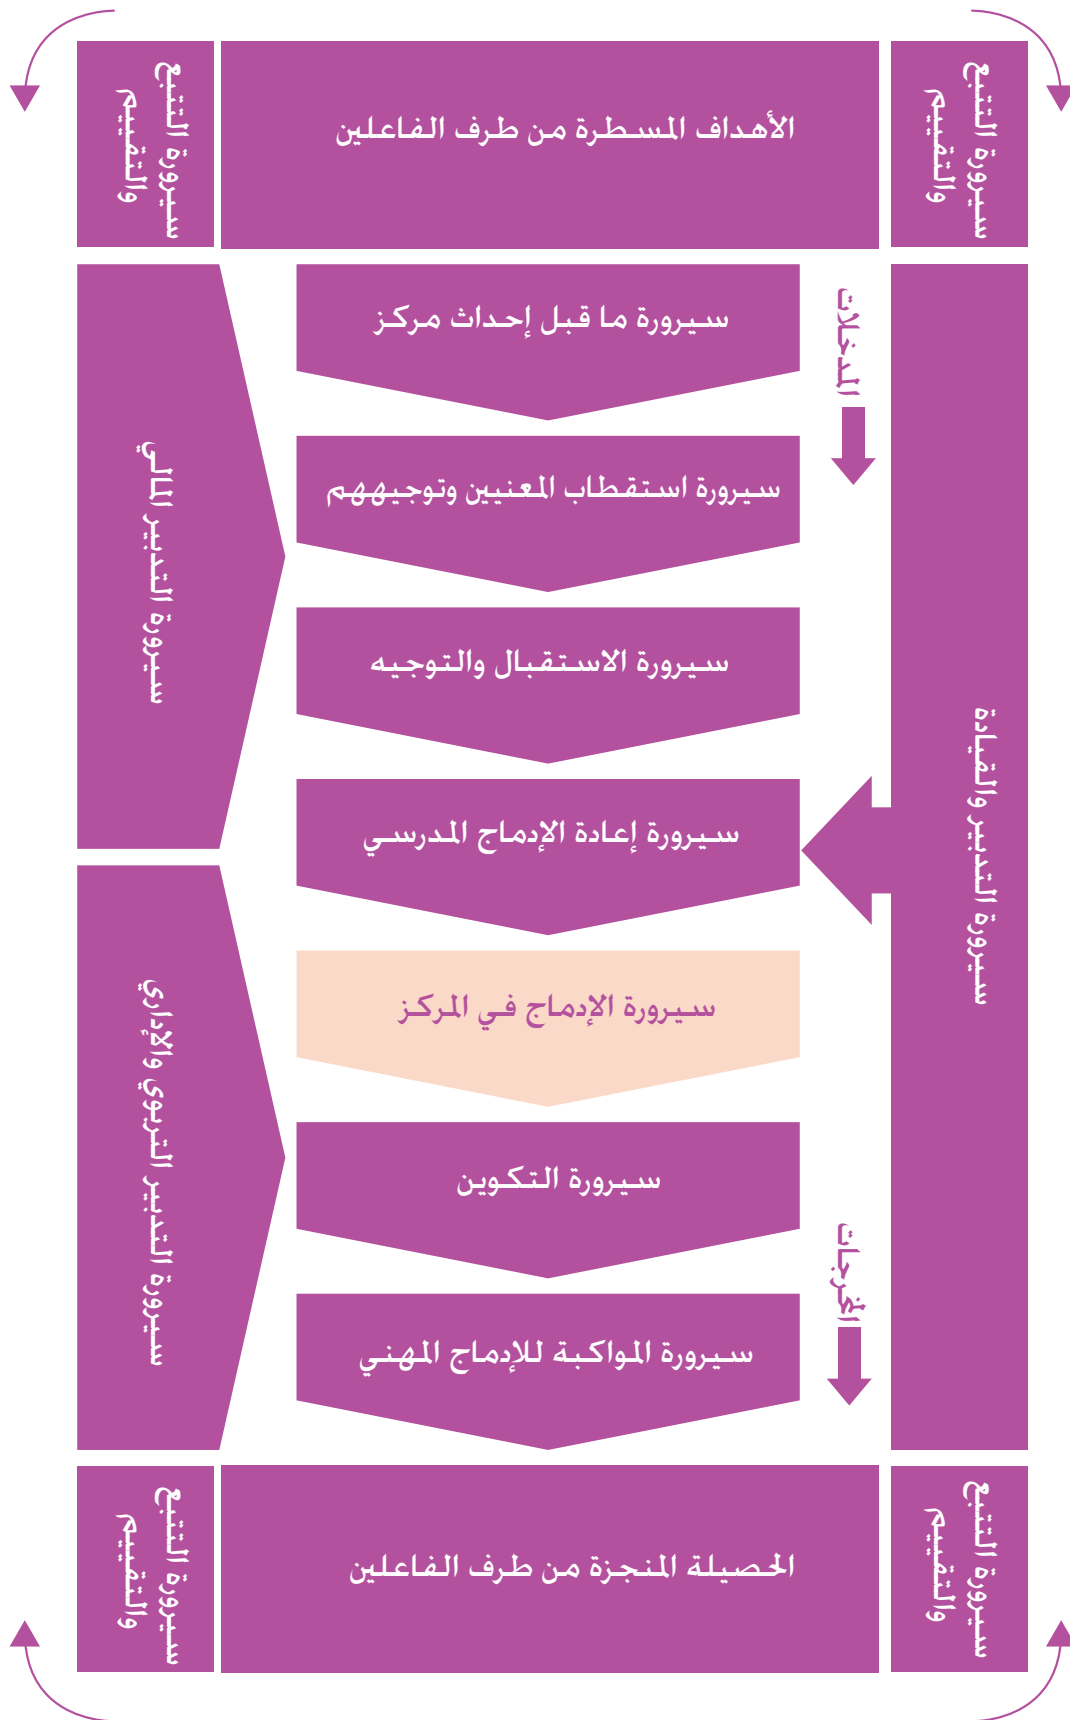 سيرورة التتبع
والتقييم
الأهداف المسطرة من طرف الفاعلين
سيرورة التتبع
والتقييم
سيرورة التدبير والقيادة
المدخلات
سيرورة ما قبل إحداث مركز
سيرورة استقطاب المعنيين وتوجيههم
سيرورة الاستقبال والتوجيه
سيرورة إعادة الإدماج المدرسي
سيرورة الإدماج في المركز
سيرورة التكوين
سيرورة المواكبة للإدماج المهني
المخرجات
سيرورة التدبير المالي
سيرورة التدبير التربوي والإداري
سيرورة التتبع
والتقييم
الحصيلة المنجزة من طرف الفاعلين
سيرورة التتبع
والتقييم